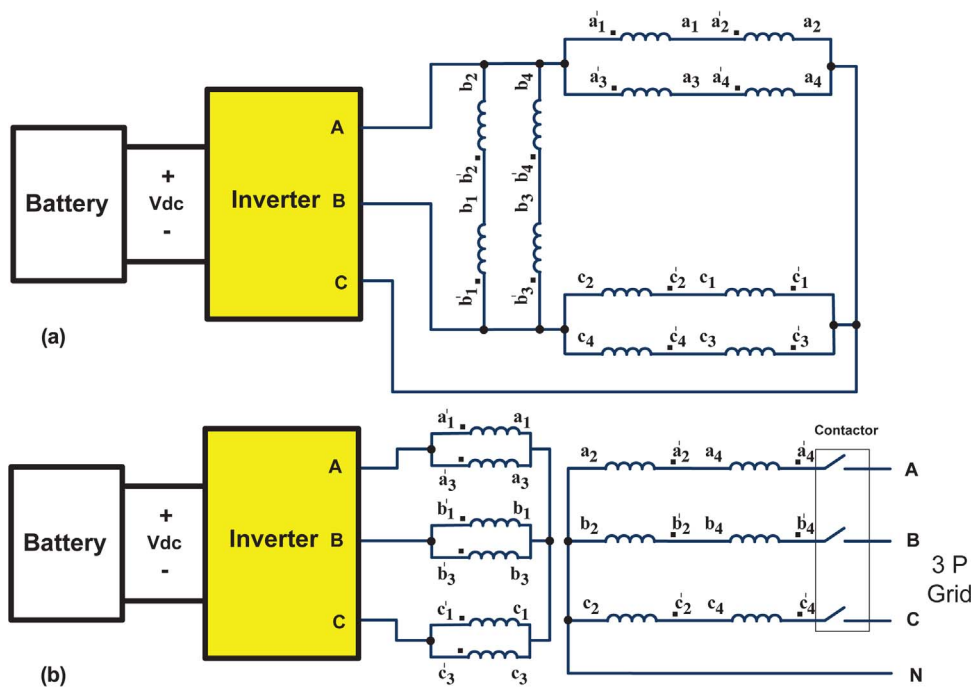 a'1 a1 a'2 a2
a'3 a3 a'4 a4
b2 b4
b'2 b'4
b1 b3
b'1 b'3
A
Battery + Vdc - Inverter B
C
c2 c'2 c1 c'1
c4 c'4 c3 c'3
(a)
a'1 a1
a'3 a3
b'1 b1
b'3 b3
c'1 c1
c'3 c3
A
Battery + Vdc - Inverter B
C
(b)
Contactor
a2 a'2 a4 a'4 A
b2 b'2 b4 b'4 B
3 P
Grid
c2 c'2 c4 c'4 C
N